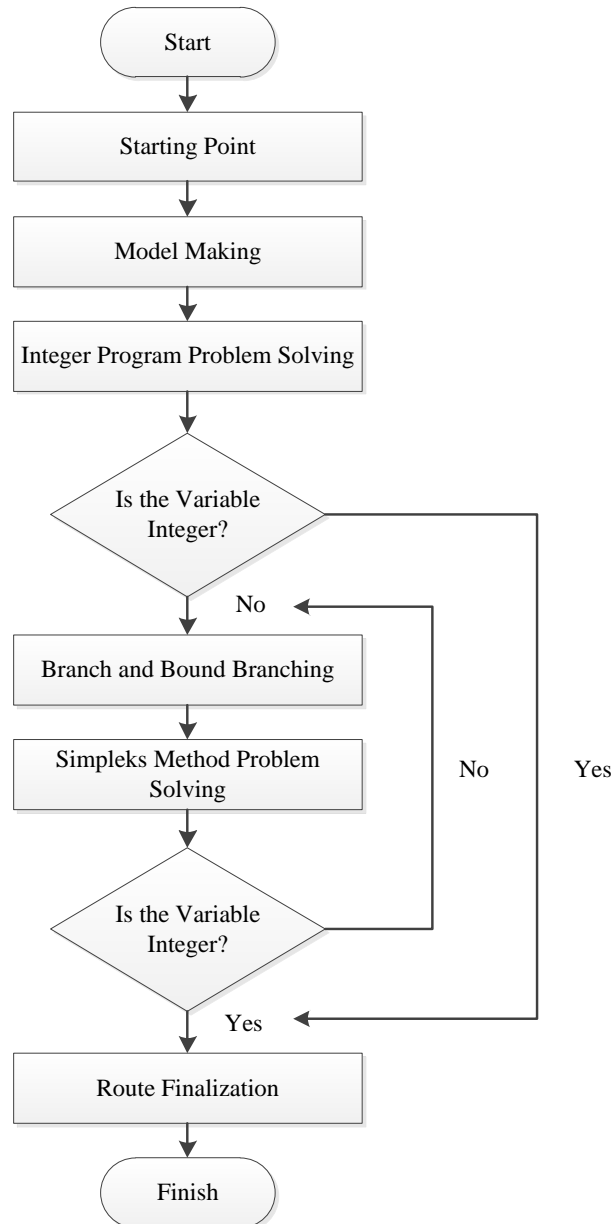 Start
Starting Point
Model Making
Integer Program Problem Solving
Is the Variable
Integer?
No
Branch and Bound Branching
Simpleks Method Problem
Solving
No
Yes
Is the Variable
Integer?
Yes
Route Finalization
Finish